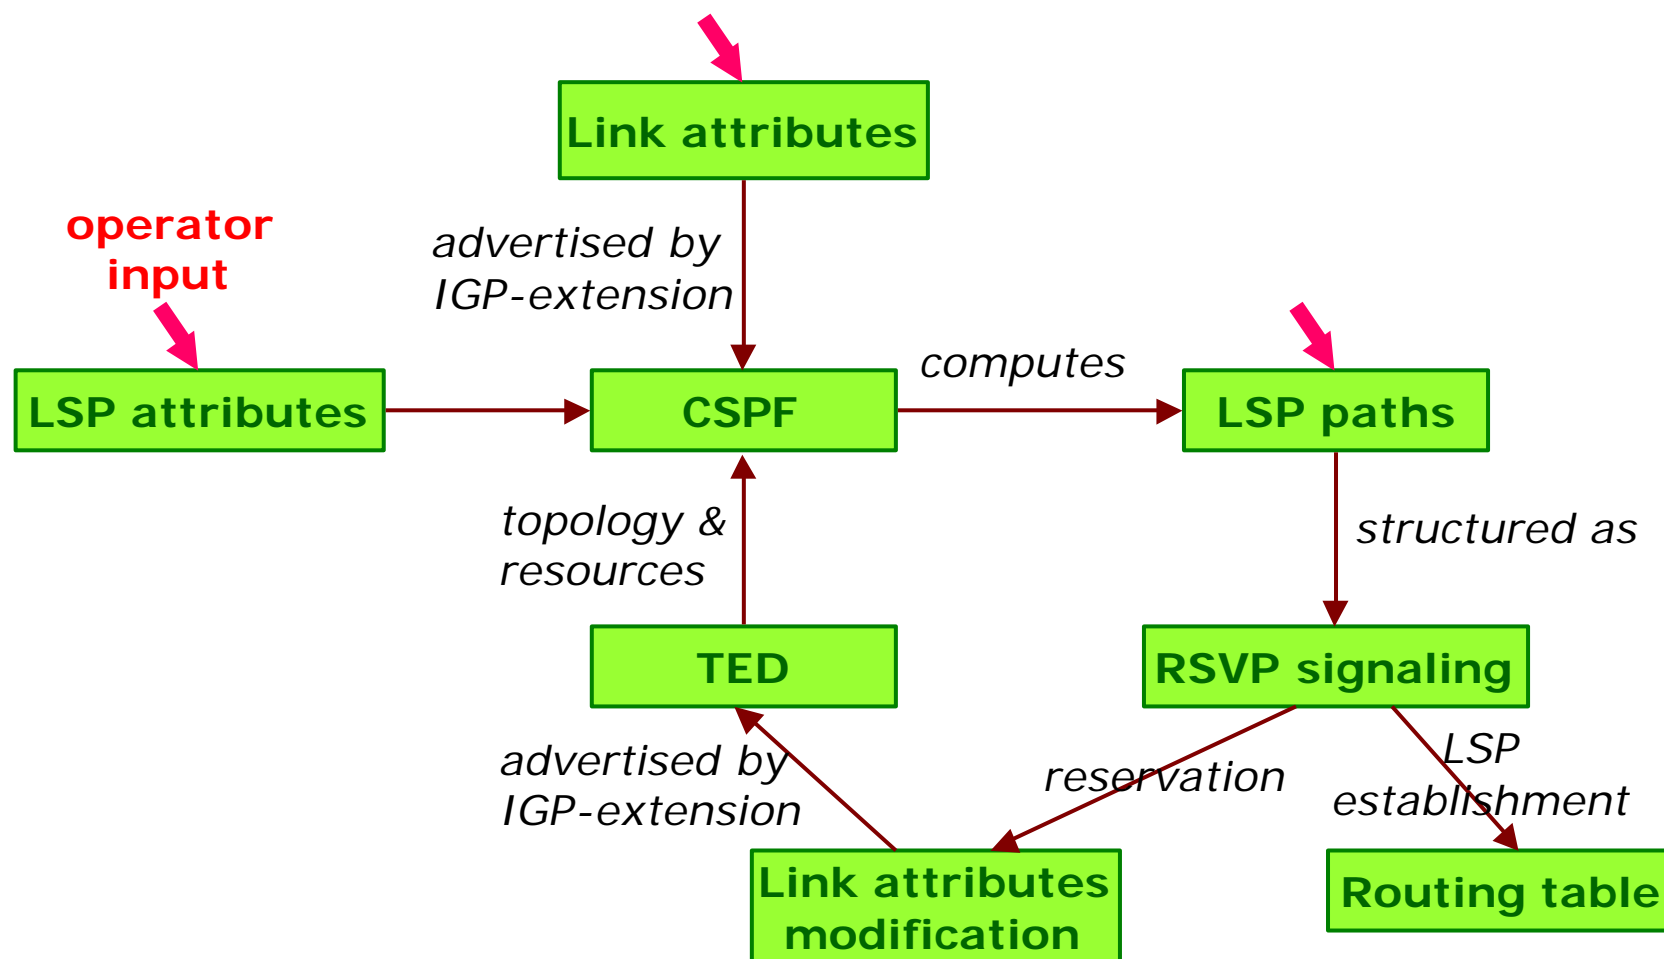 Link attributes
operator
input
advertised by
IGP-extension
computes
LSP attributes
CSPF
LSP paths
topology &
resources
structured as
TED
RSVP signaling
advertised by
IGP-extension
reservation
LSP
establishment
Link attributes
modification
Routing table